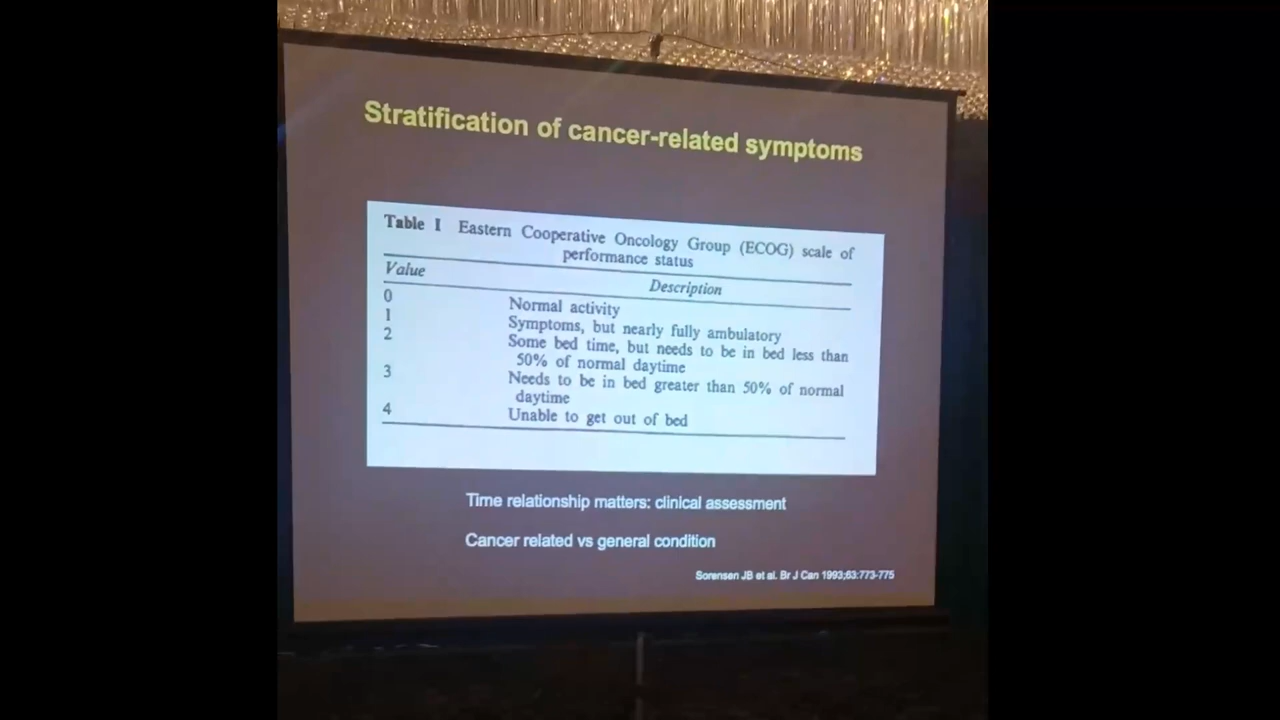 Stratification of cancer-related symptoms
Table I Eastern Cooperative Oncology Group (ECOG) scale of
performance status
Value Description
0 Normal activity
1 Symptoms, but nearly fully ambulatory
2 Some bed time, but needs to be in bed less than
50% of normal daytime
3 Needs to be in bed greater than 50% of normal
daytime
4 Unable to get out of bed
Time relationship matters: clinical assessment
Cancer related vs general condition
Sorensen JB et al. Br J Can 1993;63:773-775